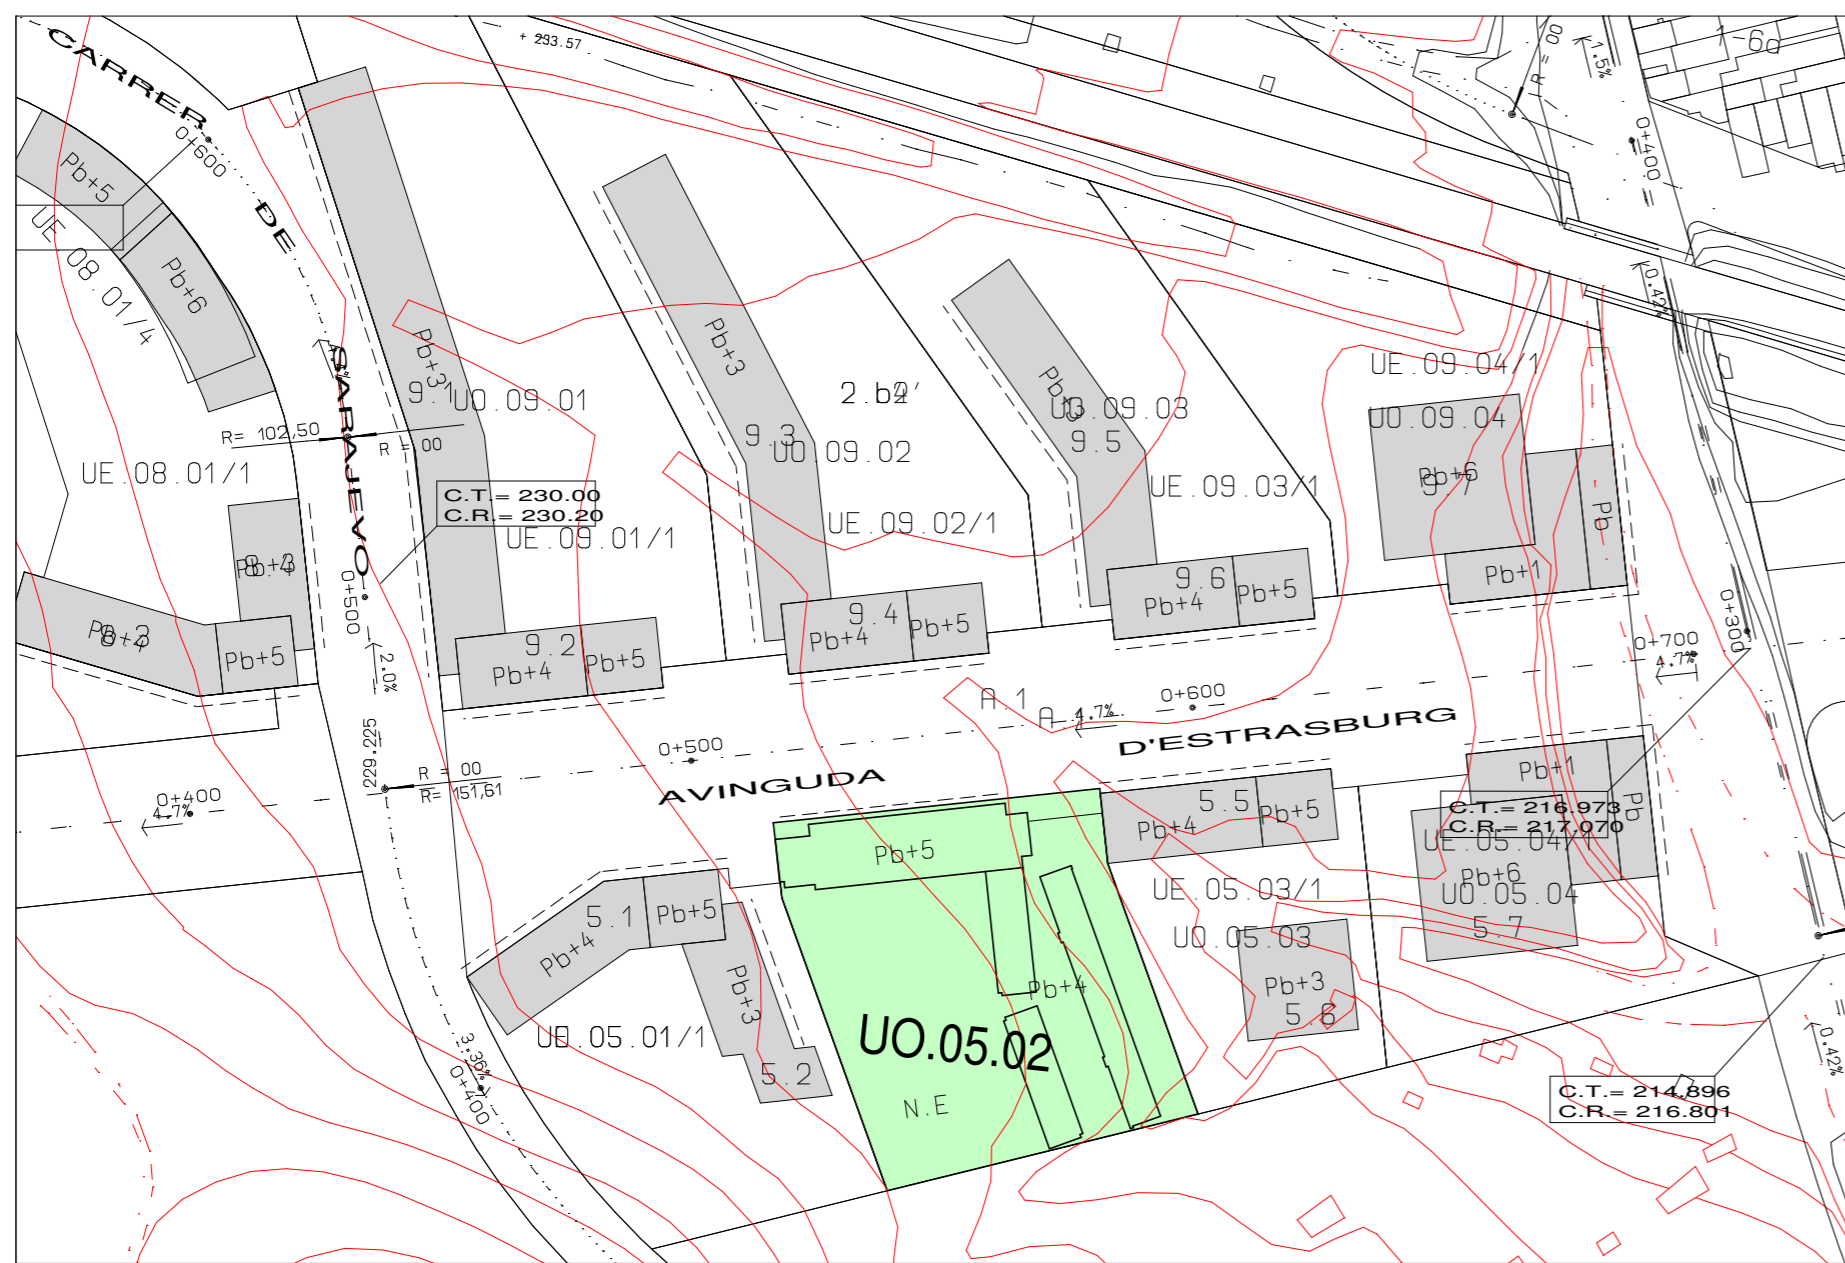 CARRER
DE
SARAJEVO
+ 233.57
R = 00
1.5%
1-6a
0+600
0+400
Pb+5
UE 08.01/4
Pb+6
0.42%
Pb+3
9.1
UO.09.01
Pb+3
9.3
UO.09.02
UO.09.03
9.5
UE.09.04/1
UO.09.04
Pb+6
9.7
Pb
Pb+1
R= 102,50
R = 00
UE.08.01/1
C.T.= 230.00
C.R.= 230.20
UE.09.01/1
UE.09.02/1
UE.09.03/1
0+500
2.0%
Pb+5
9.2
Pb+4
Pb+5
9.4
Pb+4
Pb+5
9.6
Pb+4
Pb+5
0+300
0+700
4.7%
A.1
A
4.7%
0+600
D'ESTRASBURG
0+500
AVINGUDA
229.225
R = 00
R= 151,61
0+400
4.7%
Pb+1
Pb
C.T.= 216.973
C.R.= 217.070
UE.05.04/1
Pb+6
UO.05.04
5.7
5.5
Pb+4
Pb+5
Pb+5
UE.05.03/1
UO.05.03
Pb+3
5.6
5.1
Pb+5
Pb+4
Pb+3
5.2
Pb+4
UO.05.02
N.E
3.36%
0+400
C.T.= 214.896
C.R.= 216.801
0.42%